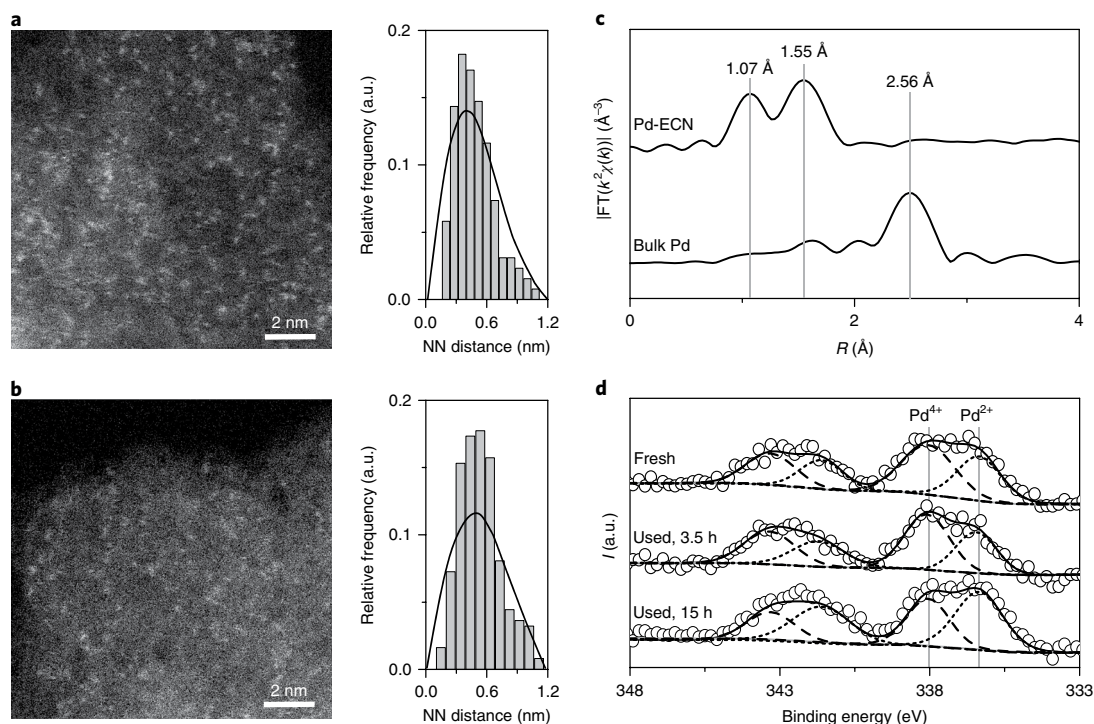 a
2 nm
0.2
0.1
0.0
Relative frequency (a.u.)
0.0 0.6 1.2
NN distance (nm)
b
2 nm
0.2
0.1
0.0
Relative frequency (a.u.)
0.0 0.6 1.2
NN distance (nm)
c
1.07 Å
1.55 Å
2.56 Å
Pd-ECN
Bulk Pd
|FT(k²χ(k))| (Å⁻³)
0 2 4
R (Å)
d
Pd⁴⁺ Pd²⁺
Fresh
Used, 3.5 h
Used, 15 h
I (a.u.)
348 343 338 333
Binding energy (eV)